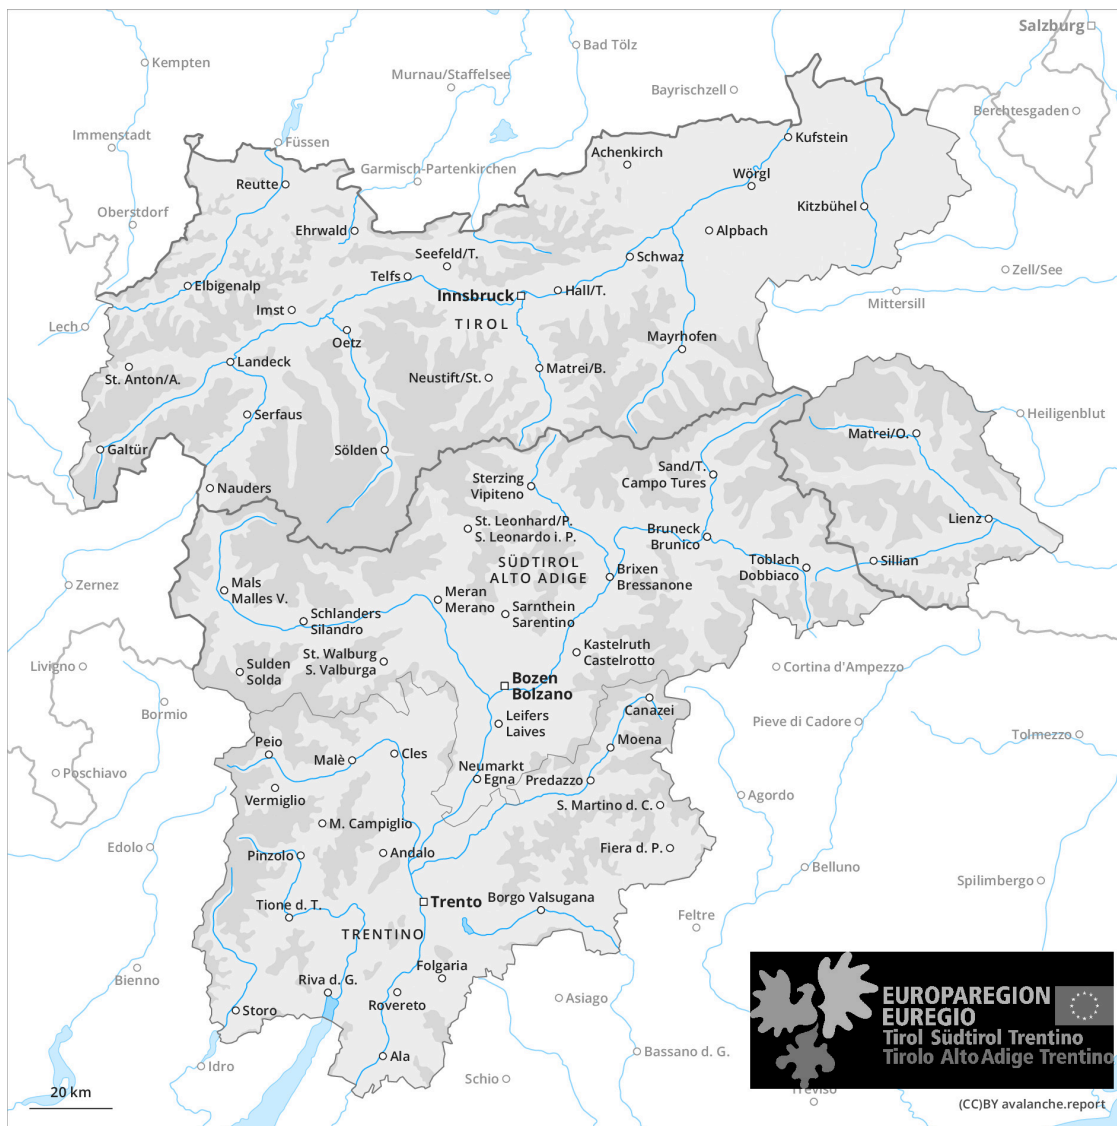 Salzburg
Bad Tölz
Kempten
Murnau/Staffelsee
Bayrischzell
Berchtesgaden
Immenstadt
Füssen
Kufstein
Achenkirch
Garmisch-Partenkirchen
Wörgl
Reutte
Kitzbühel
Oberstdorf
Ehrwald
Alpbach
Seefeld/T.
Schwaz
Zell/See
Telfs
Elbigenalp
Hall/T.
Innsbruck
Mittersill
Imst
TIROL
Lech
Oetz
Mayrhofen
Landeck
Matrei/B.
St. Anton/A.
Neustift/St.
Serfaus
Heiligenblut
Matrei/O.
Galtür
Sölden
Sand/T.
Campo Tures
Sterzing
Vipiteno
Nauders
Lienz
St. Leonhard/P.
S. Leonardo i. P.
Bruneck
Brunico
SÜDTIROL
ALTO ADIGE
Toblach
Dobbiaco
Sillian
Brixen
Bressanone
Zernez
Mals
Malles V.
Meran
Merano
Schlanders
Silandro
Sarnthein
Sarentino
Kastelruth
Castelrotto
St. Walburg
S. Valburga
Livigno
Sulden
Solda
Cortina d'Ampezzo
Bozen
Bolzano
Bormio
Canazei
Leifers
Laives
Pieve di Cadore
Tolmezzo
Moena
Peio
Cles
Malè
Neumarkt
Egna
Poschiavo
Predazzo
Vermiglio
Agordo
S. Martino d. C.
M. Campiglio
Edolo
Pinzolo
Andalo
Fiera d. P.
Belluno
Spilimbergo
Borgo Valsugana
Trento
Tione d. T.
Feltre
TRENTINO
Bienno
Folgaria
Riva d. G.
Rovereto
Asiago
Storo
EUROPAREGION
EUREGIO
Tirol Südtirol Trentino
Tirolo Alto Adige Trentino
Ala
Bassano d. G.
Idro
Schio
Treviso
20 km
(CC)BY avalanche.report